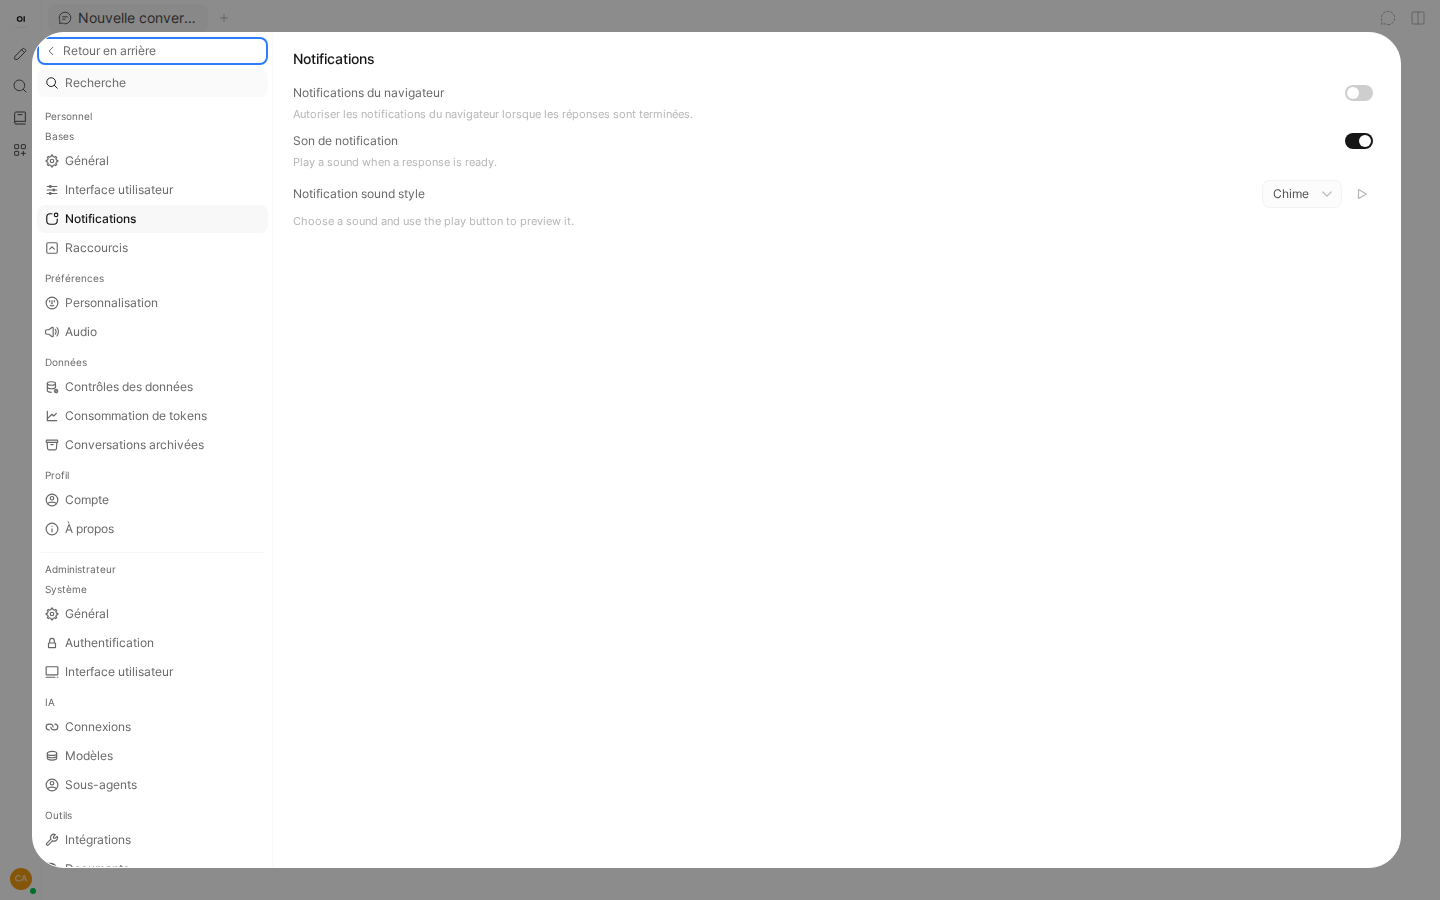 OI
Nouvelle conver...
Retour en arrière
Recherche
Personnel
Bases
Général
Interface utilisateur
Notifications
Raccourcis
Préférences
Personnalisation
Audio
Données
Contrôles des données
Consommation de tokens
Conversations archivées
Profil
Compte
À propos
Administrateur
Système
Général
Authentification
Interface utilisateur
IA
Connexions
Modèles
Sous-agents
Outils
Intégrations
CA
Notifications
Notifications du navigateur
Autoriser les notifications du navigateur lorsque les réponses sont terminées.
Son de notification
Play a sound when a response is ready.
Notification sound style
Chime
Choose a sound and use the play button to preview it.